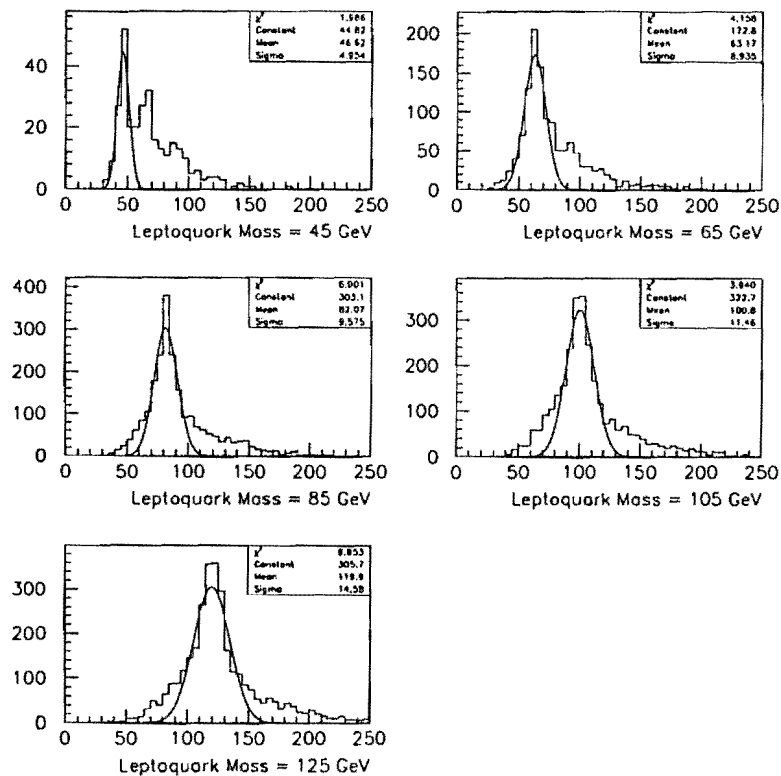 χ² 1.686
Constant 44.82
Mean 46.62
Sigma 4.954
40
20
0
0 50 100 150 200 250
Leptoquark Mass = 45 GeV
χ² 4.158
Constant 172.8
Mean 63.17
Sigma 8.935
200
150
100
50
0
0 50 100 150 200 250
Leptoquark Mass = 65 GeV
χ² 6.901
Constant 303.1
Mean 82.07
Sigma 9.575
400
300
200
100
0
0 50 100 150 200 250
Leptoquark Mass = 85 GeV
χ² 3.940
Constant 322.7
Mean 100.8
Sigma 11.46
300
200
100
0
0 50 100 150 200 250
Leptoquark Mass = 105 GeV
χ² 8.853
Constant 305.7
Mean 119.9
Sigma 14.58
300
200
100
0
0 50 100 150 200 250
Leptoquark Mass = 125 GeV